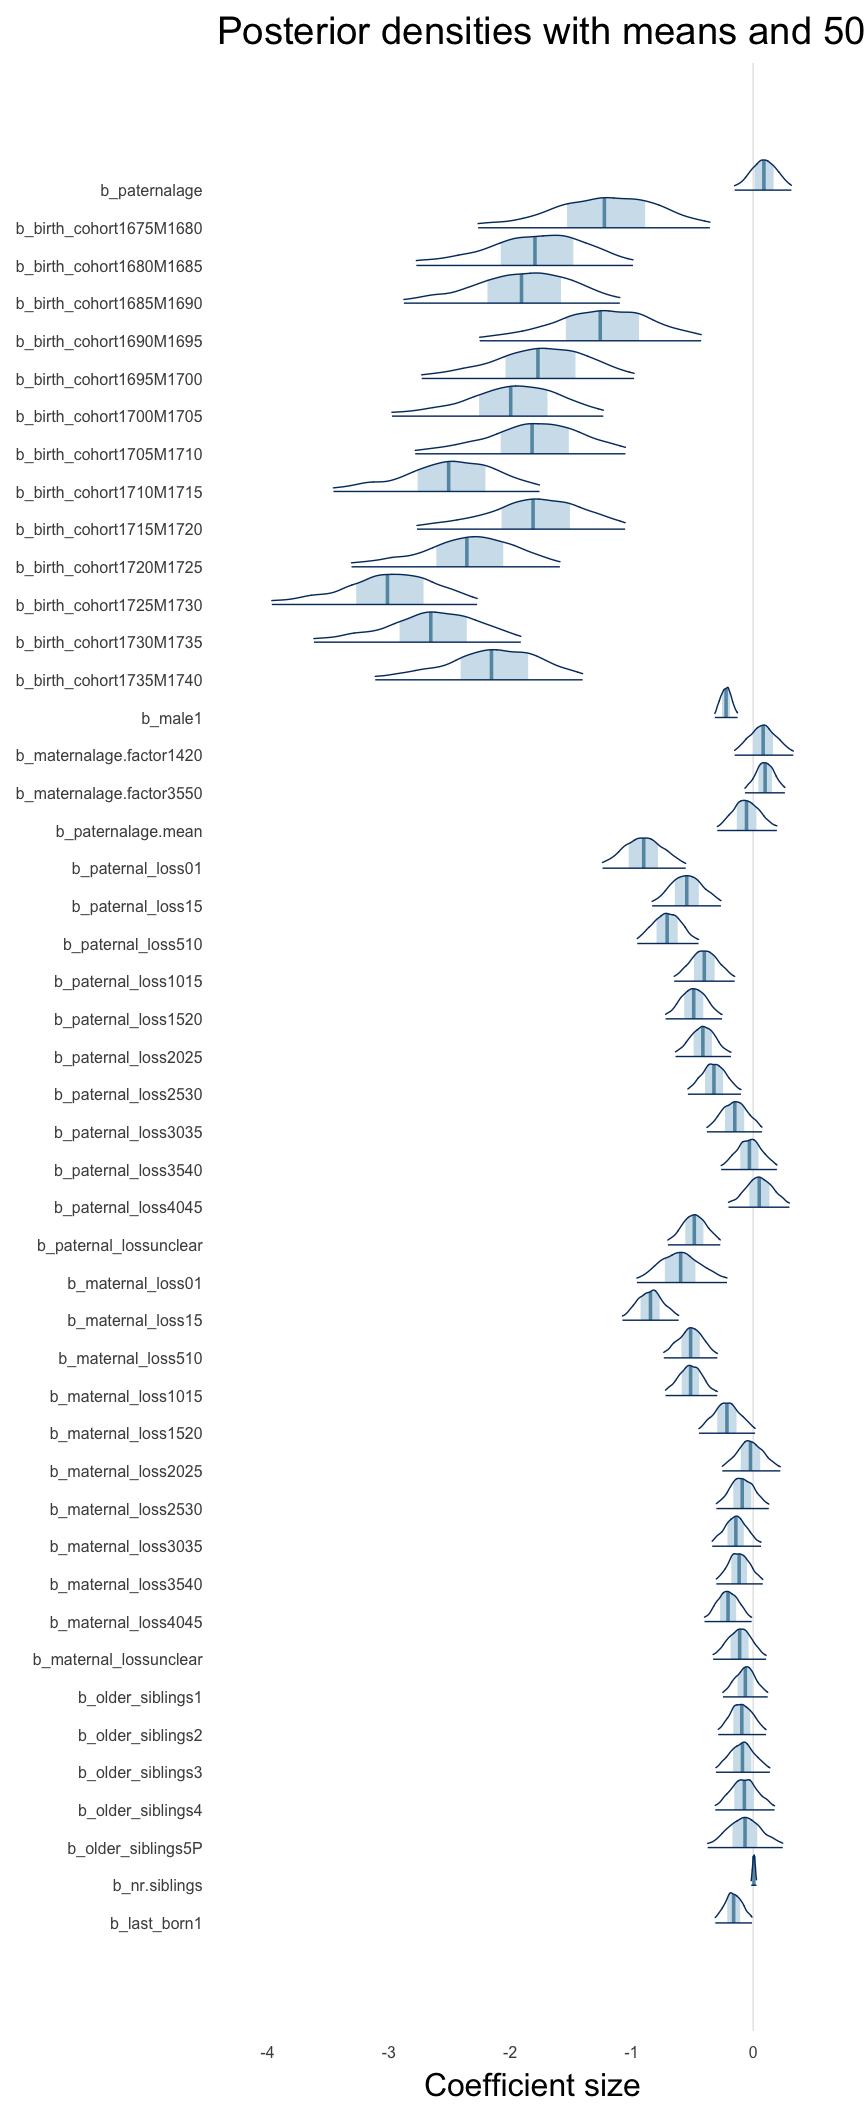 Posterior densities with means and 50
b_paternalage
b_birth_cohort1675M1680
b_birth_cohort1680M1685
b_birth_cohort1685M1690
b_birth_cohort1690M1695
b_birth_cohort1695M1700
b_birth_cohort1700M1705
b_birth_cohort1705M1710
b_birth_cohort1710M1715
b_birth_cohort1715M1720
b_birth_cohort1720M1725
b_birth_cohort1725M1730
b_birth_cohort1730M1735
b_birth_cohort1735M1740
b_male1
b_maternalage.factor1420
b_maternalage.factor3550
b_paternalage.mean
b_paternal_loss01
b_paternal_loss15
b_paternal_loss510
b_paternal_loss1015
b_paternal_loss1520
b_paternal_loss2025
b_paternal_loss2530
b_paternal_loss3035
b_paternal_loss3540
b_paternal_loss4045
b_paternal_lossunclear
b_maternal_loss01
b_maternal_loss15
b_maternal_loss510
b_maternal_loss1015
b_maternal_loss1520
b_maternal_loss2025
b_maternal_loss2530
b_maternal_loss3035
b_maternal_loss3540
b_maternal_loss4045
b_maternal_lossunclear
b_older_siblings1
b_older_siblings2
b_older_siblings3
b_older_siblings4
b_older_siblings5P
b_nr.siblings
b_last_born1
-4 -3 -2 -1 0
Coefficient size